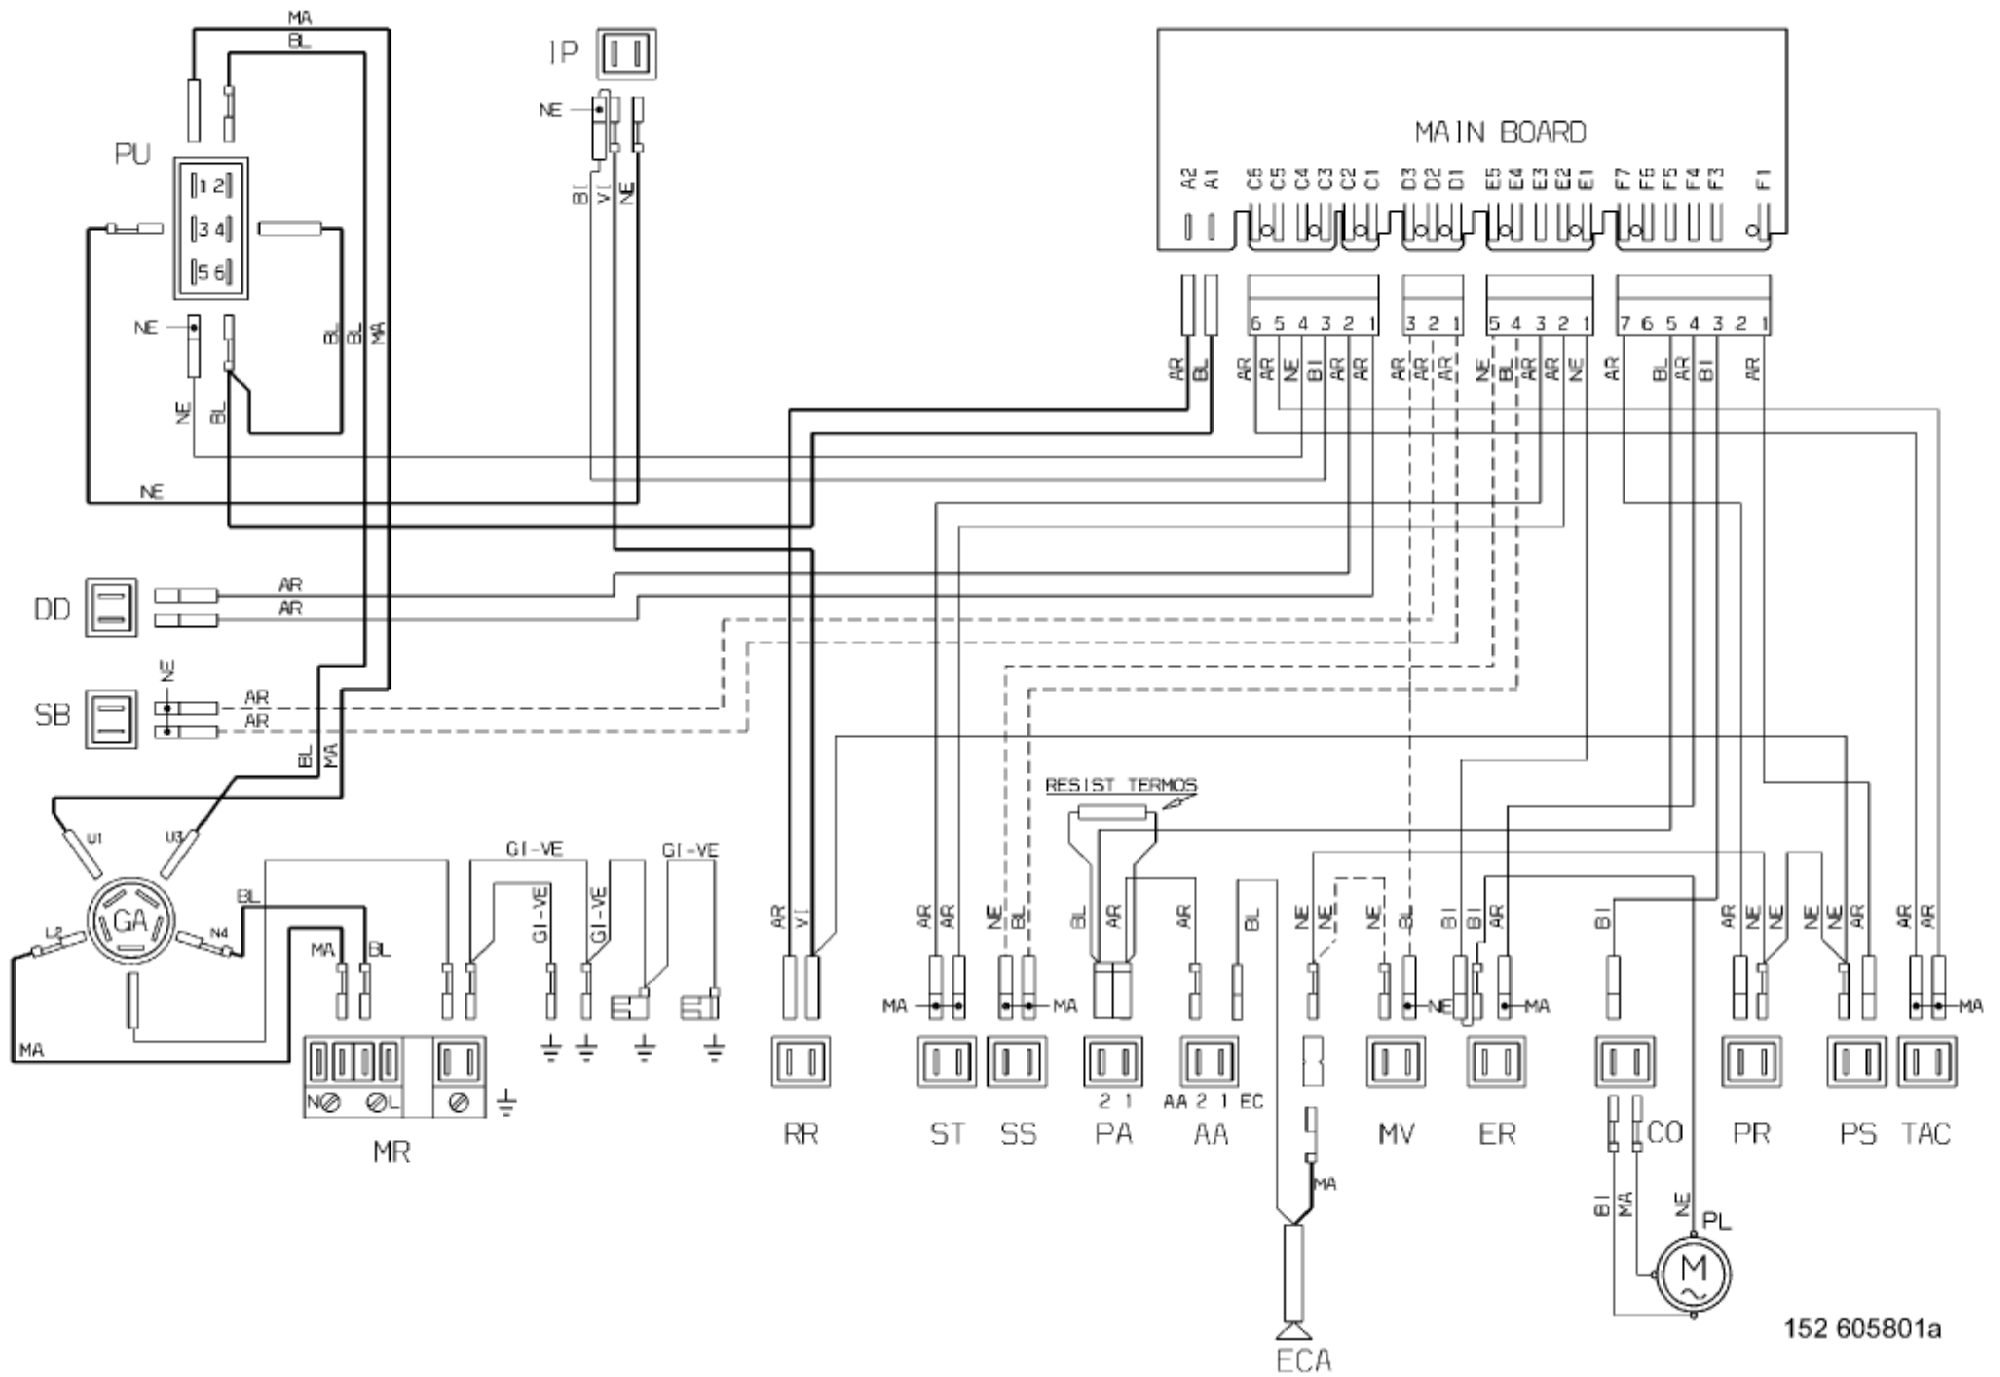 MA
BL
IP
NE
MAIN BOARD
PU
1 2
3 4
5 6
A2 A1 C6 C5 C4 C3 C2 C1 D3 D2 D1 E5 E4 E3 E2 E1 F7 F6 F5 F4 F3 F1
BI VI NE
NE
BL BL MA
6 5 4 3 2 1 3 2 1 5 4 3 2 1 7 6 5 4 3 2 1
AR BL AR AR NE BI AR AR AR AR AR NE BL AR AR NE AR BL AR BI AR
NE BL
NE
DD
AR
AR
NE
SB
AR
AR
BL MA
RESIST TERMOS
U1 U3
GI-VE GI-VE
GA
L2 N4
BL
MA BL
GI-VE GI-VE
AR VI AR AR NE BL BL AR AR BL NE NE NE BL BI BI AR BI AR NE NE NE NE AR AR AR
MA MA NE MA MA
MA
N L
MR
RR ST SS
2 1
PA
AA 2 1 EC
AA
MV ER CO PR PS TAC
MA
BI MA NE
PL
M
~
ECA
152 605801a